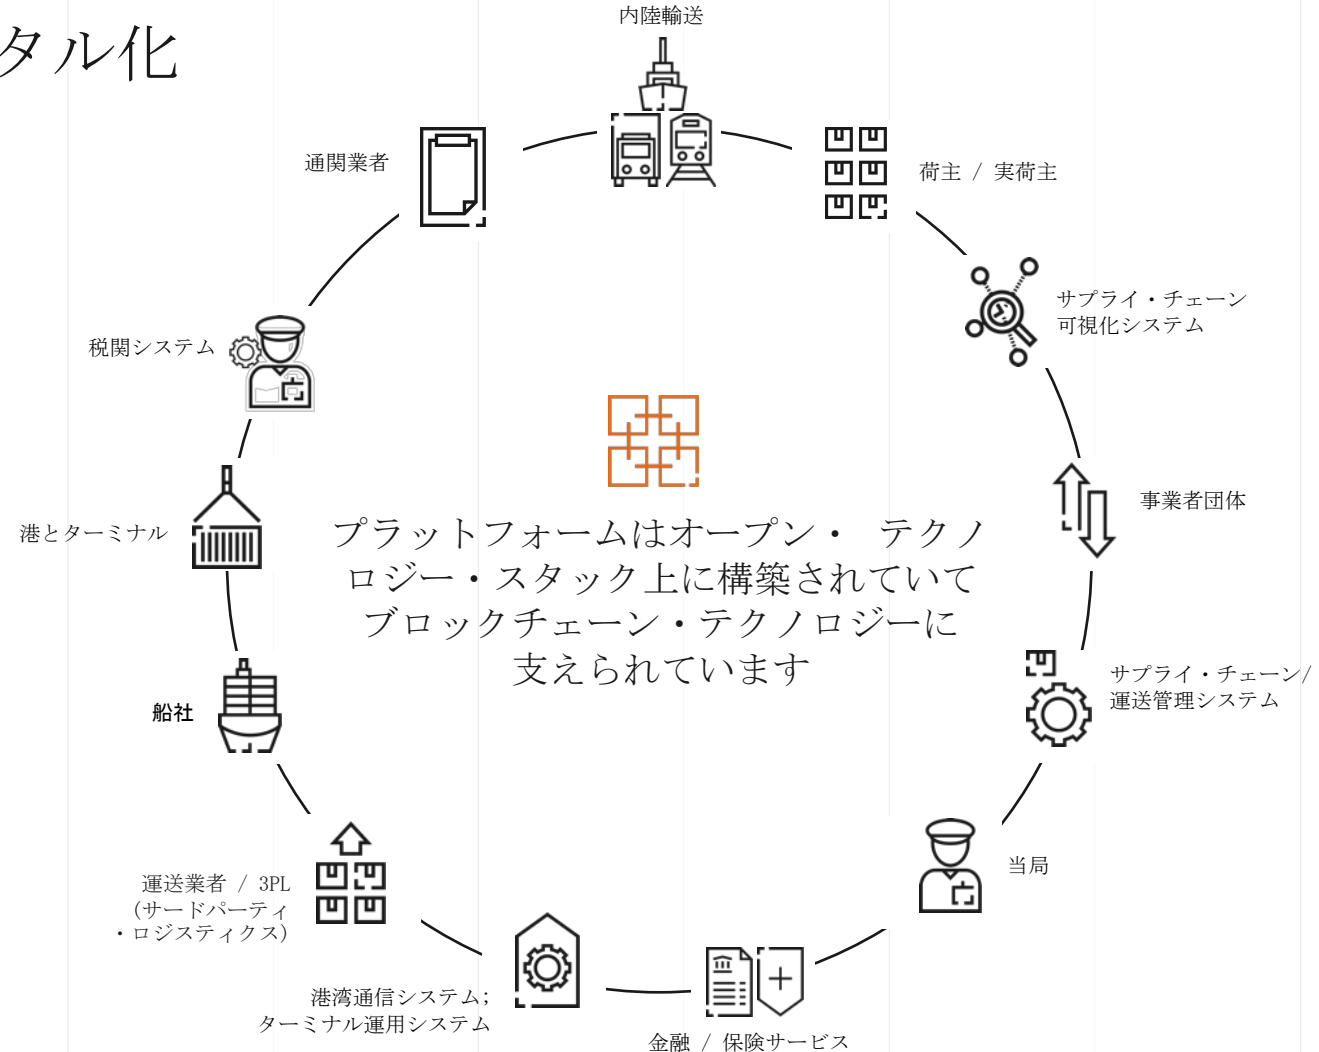 タル化
内陸輸送
通関業者
荷主 / 実荷主
サプライ・チェーン
可視化システム
税関システム
事業者団体
港とターミナル
プラットフォームはオープン・ テクノ
ロジー・スタック上に構築されていて
ブロックチェーン・テクノロジーに
支えられています
サプライ・チェーン/
運送管理システム
船社
当局
運送業者 / 3PL
(サードパーティ
・ロジスティクス)
港湾通信システム;
ターミナル運用システム
金融 / 保険サービス